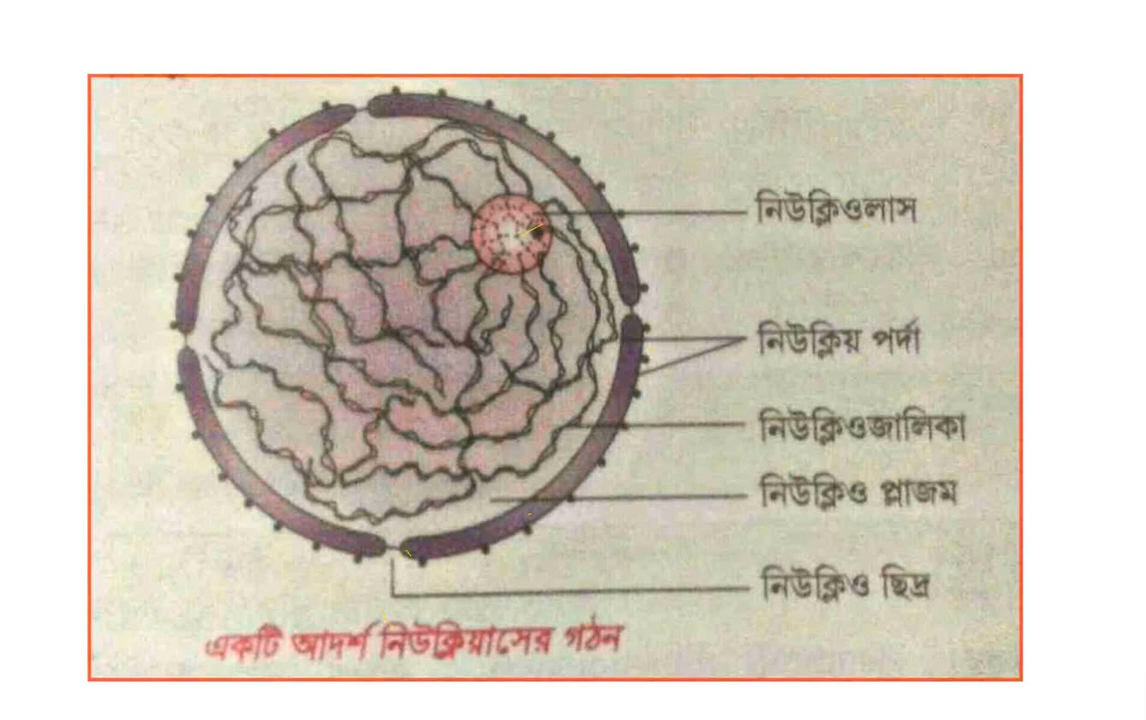 নিউক্লিওলাস
নিউক্লিয় পর্দা
নিউক্লিওজালিকা
নিউক্লিও প্লাজম
নিউক্লিও ছিদ্র
একটি আদর্শ নিউক্লিয়াসের গঠন